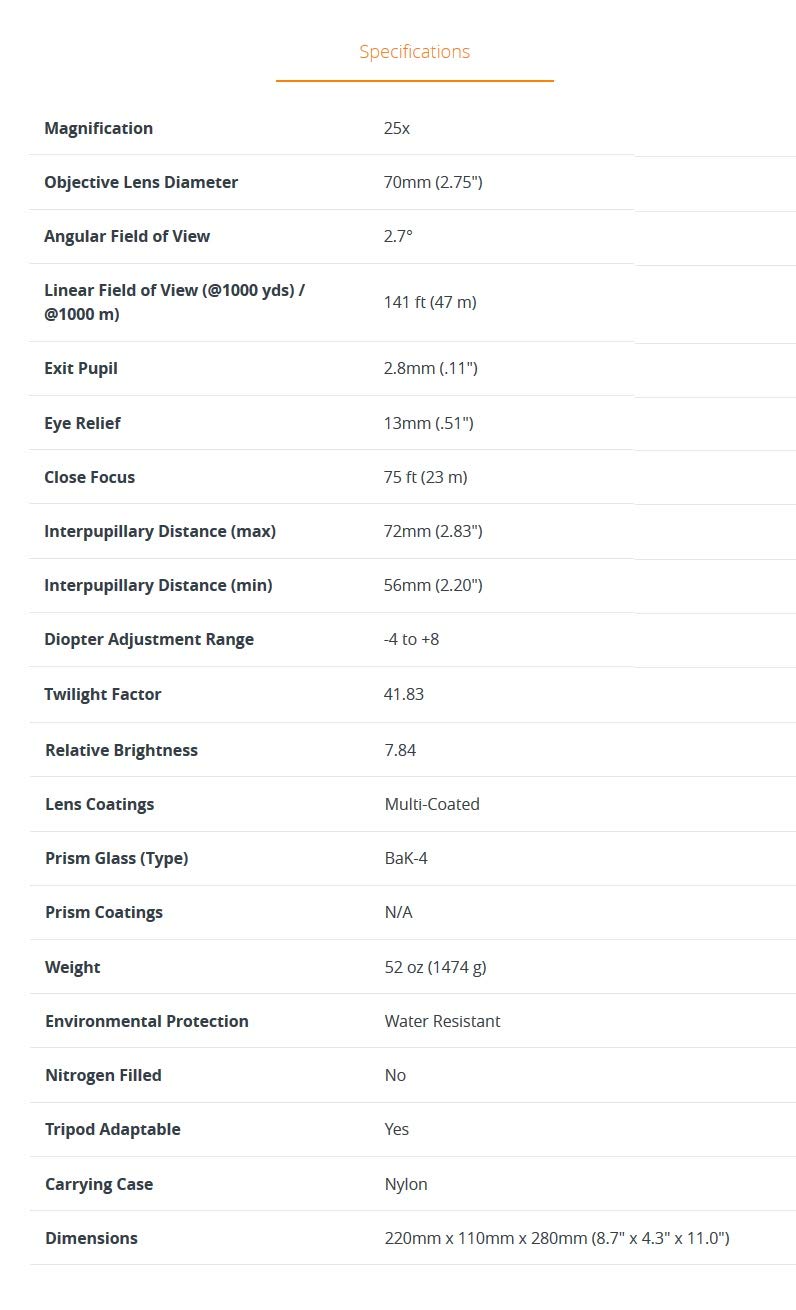 Specifications
Magnification 25x
Objective Lens Diameter 70mm (2.75")
Angular Field of View 2.7°
Linear Field of View (@1000 yds) /
@1000 m) 141 ft (47 m)
Exit Pupil 2.8mm (.11")
Eye Relief 13mm (.51")
Close Focus 75 ft (23 m)
Interpupillary Distance (max) 72mm (2.83")
Interpupillary Distance (min) 56mm (2.20")
Diopter Adjustment Range -4 to +8
Twilight Factor 41.83
Relative Brightness 7.84
Lens Coatings Multi-Coated
Prism Glass (Type) BaK-4
Prism Coatings N/A
Weight 52 oz (1474 g)
Environmental Protection Water Resistant
Nitrogen Filled No
Tripod Adaptable Yes
Carrying Case Nylon
Dimensions 220mm x 110mm x 280mm (8.7" x 4.3" x 11.0")